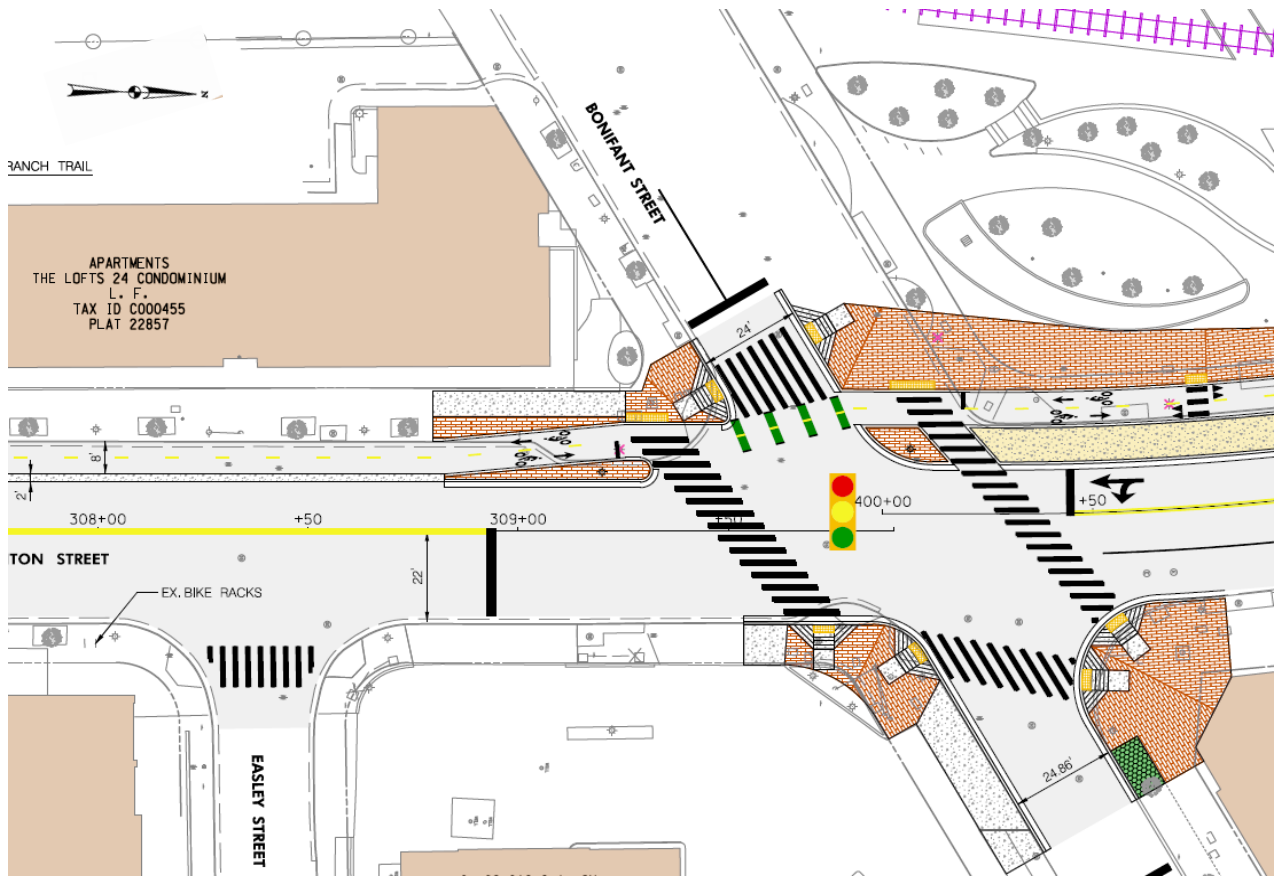 N
RANCH TRAIL
BONIFANT STREET
APARTMENTS
THE LOFTS 24 CONDOMINIUM
L. F.
TAX ID C000455
PLAT 22857
24'
8'
2'
308+00
+50
309+00
+50
400+00
+50
TON STREET
22'
EX. BIKE RACKS
EASLEY STREET
24.86'